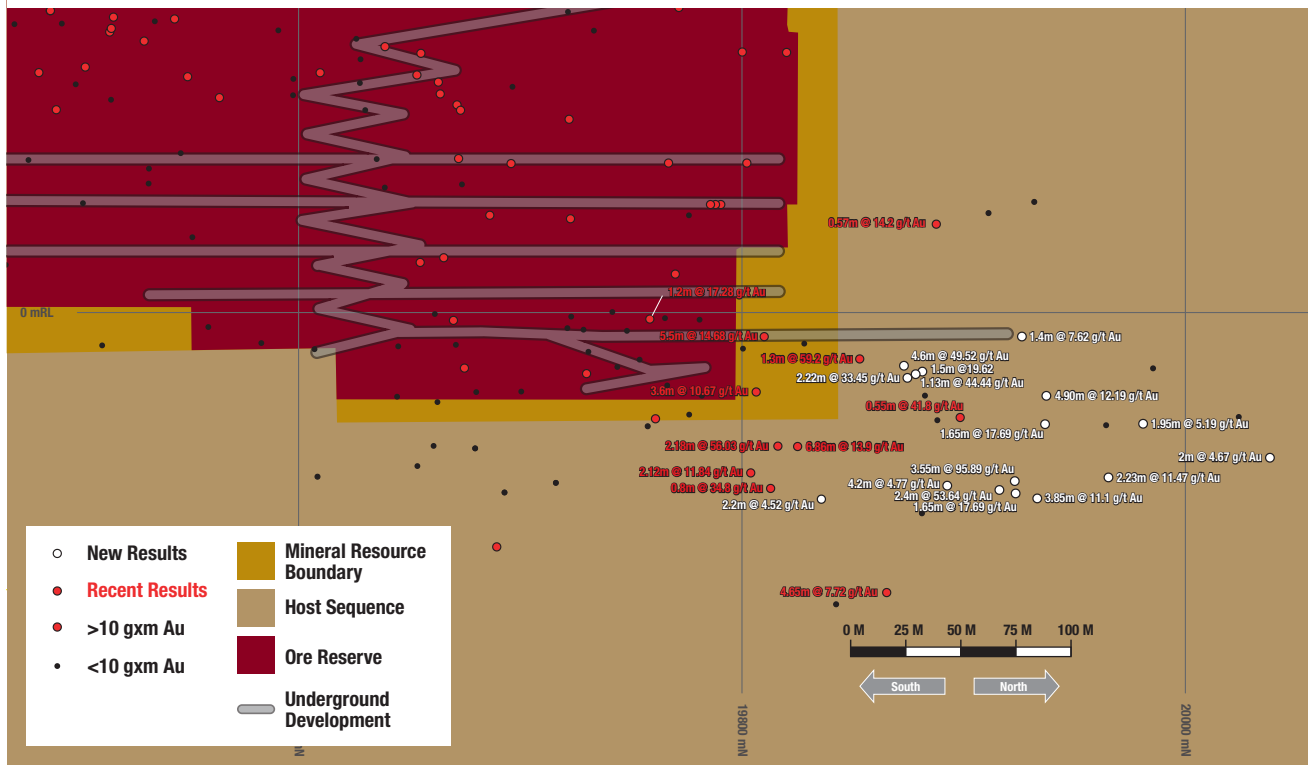 0.57m @ 14.2 g/t Au
1.2m @ 17.28 g/t Au
0 mRL
5.5m @ 14.68 g/t Au
1.4m @ 7.62 g/t Au
1.3m @ 59.2 g/t Au
4.6m @ 49.52 g/t Au
1.5m @19.62
2.22m @ 33.45 g/t Au
1.13m @ 44.44 g/t Au
3.6m @ 10.67 g/t Au
4.90m @ 12.19 g/t Au
0.55m @ 41.8 g/t Au
1.65m @ 17.69 g/t Au
1.95m @ 5.19 g/t Au
2.18m @ 56.03 g/t Au
6.86m @ 13.9 g/t Au
2m @ 4.67 g/t Au
2.12m @ 11.84 g/t Au
3.55m @ 95.89 g/t Au
2.23m @ 11.47 g/t Au
0.8m @ 34.8 g/t Au
4.2m @ 4.77 g/t Au
2.4m @ 53.64 g/t Au
3.85m @ 11.1 g/t Au
2.2m @ 4.52 g/t Au
1.65m @ 17.69 g/t Au
4.65m @ 7.72 g/t Au
New Results
Recent Results
>10 gxm Au
<10 gxm Au
Mineral Resource
Boundary
Host Sequence
Ore Reserve
Underground
Development
0 M 25 M 50 M 75 M 100 M
South North
19800 mN
20000 mN